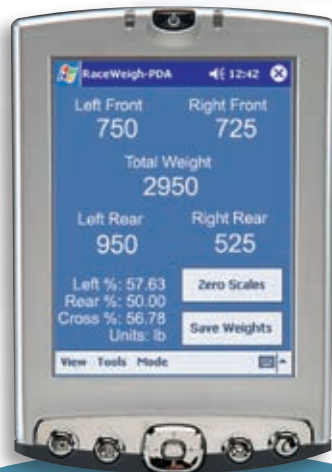 RaceWeigh-PDA 12:42
Left Front Right Front
750 725
Total Weight
2950
Left Rear Right Rear
950 525
Left %: 57.63
Rear %: 50.00
Cross %: 56.78
Units: lb
Zero Scales
Save Weights
View Tools Mode